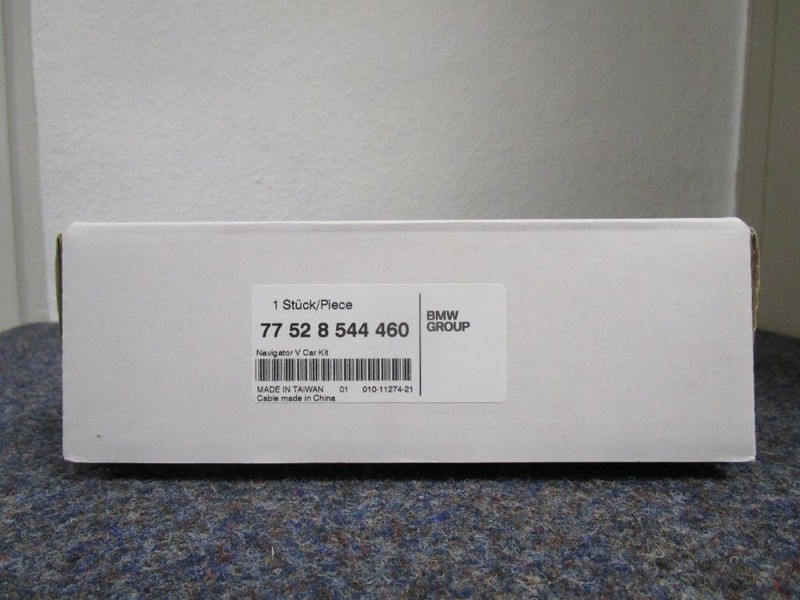 1 Stück/Piece
77 52 8 544 460
Navigator V Car Kit
MADE IN TAIWAN 01 010-11274-21
Cable made in China
BMW
GROUP